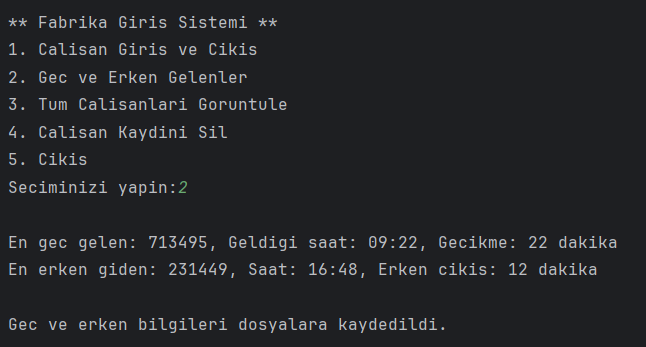 ** Fabrika Giris Sistemi **
1. Calisan Giris ve Cikis
2. Gec ve Erken Gelenler
3. Tum Calisanlari Goruntule
4. Calisan Kaydini Sil
5. Cikis
Seciminizi yapin:2
En gec gelen: 713495, Geldigi saat: 09:22, Gecikme: 22 dakika
En erken giden: 231449, Saat: 16:48, Erken cikis: 12 dakika
Gec ve erken bilgileri dosyalara kaydedildi.